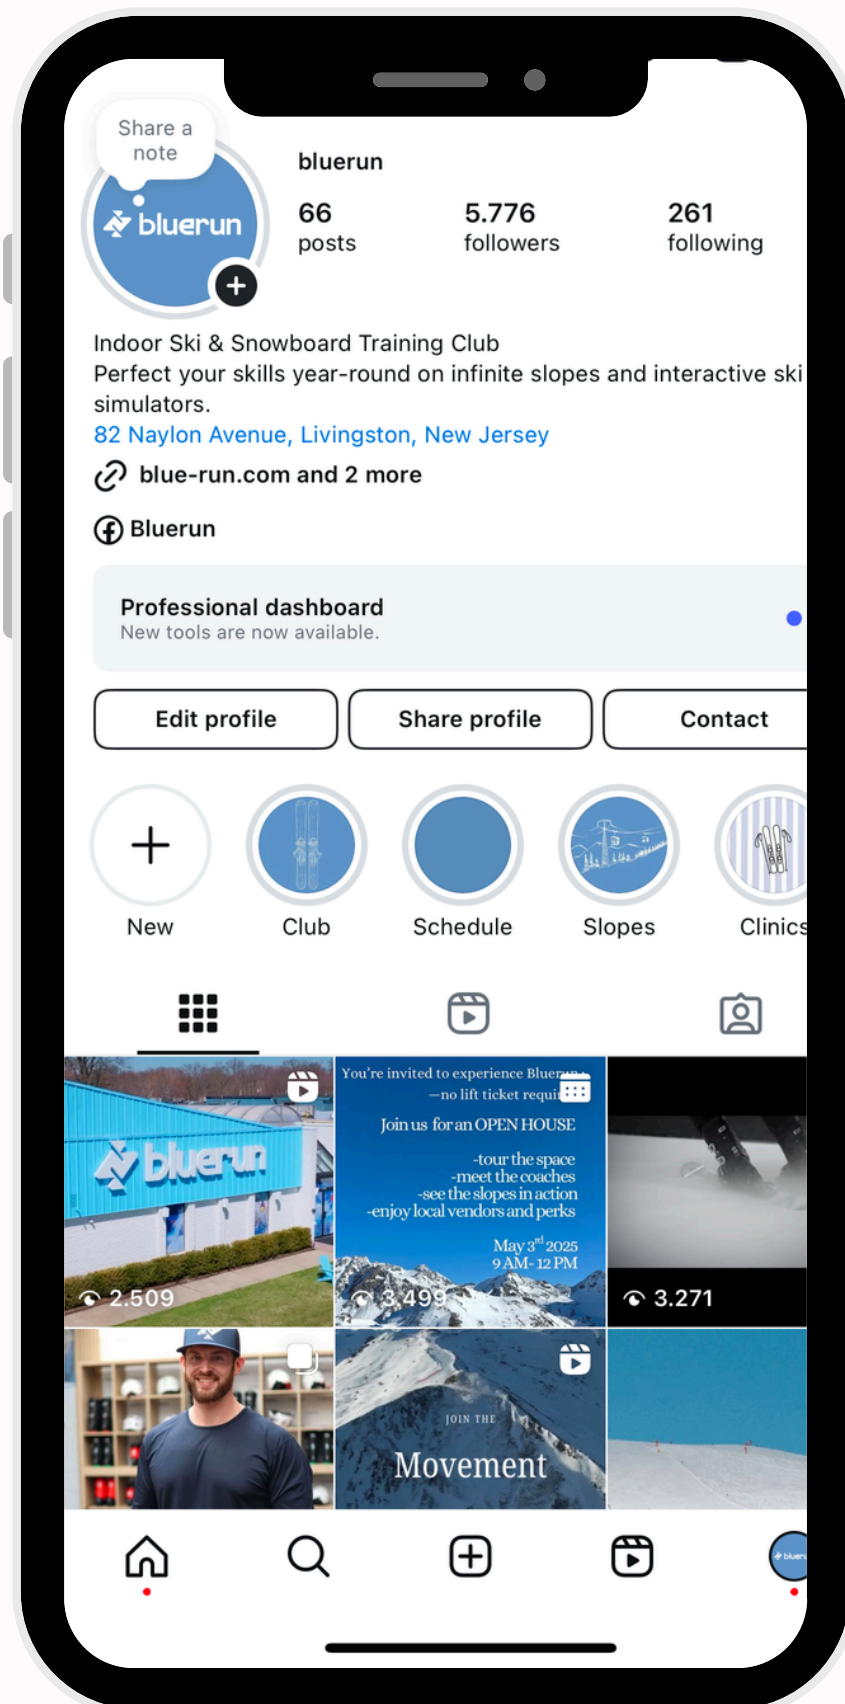 Share a
note
bluerun
bluerun
66
5.776
261
posts
followers
following
Indoor Ski & Snowboard Training Club
Perfect your skills year-round on infinite slopes and interactive ski
simulators.
82 Naylon Avenue, Livingston, New Jersey
blue-run.com and 2 more
Bluerun
Professional dashboard
New tools are now available.
Edit profile
Share profile
Contact
New
Club
Schedule
Slopes
Clinics
bluerun
2.509
You're invited to experience Bluerun
—no lift ticket requi
Join us for an OPEN HOUSE
-tour the space
-meet the coaches
-see the slopes in action
-enjoy local vendors and perks
May 3rd 2025
9 AM- 12 PM
3.499
3.271
JOIN THE
Movement
bluerun